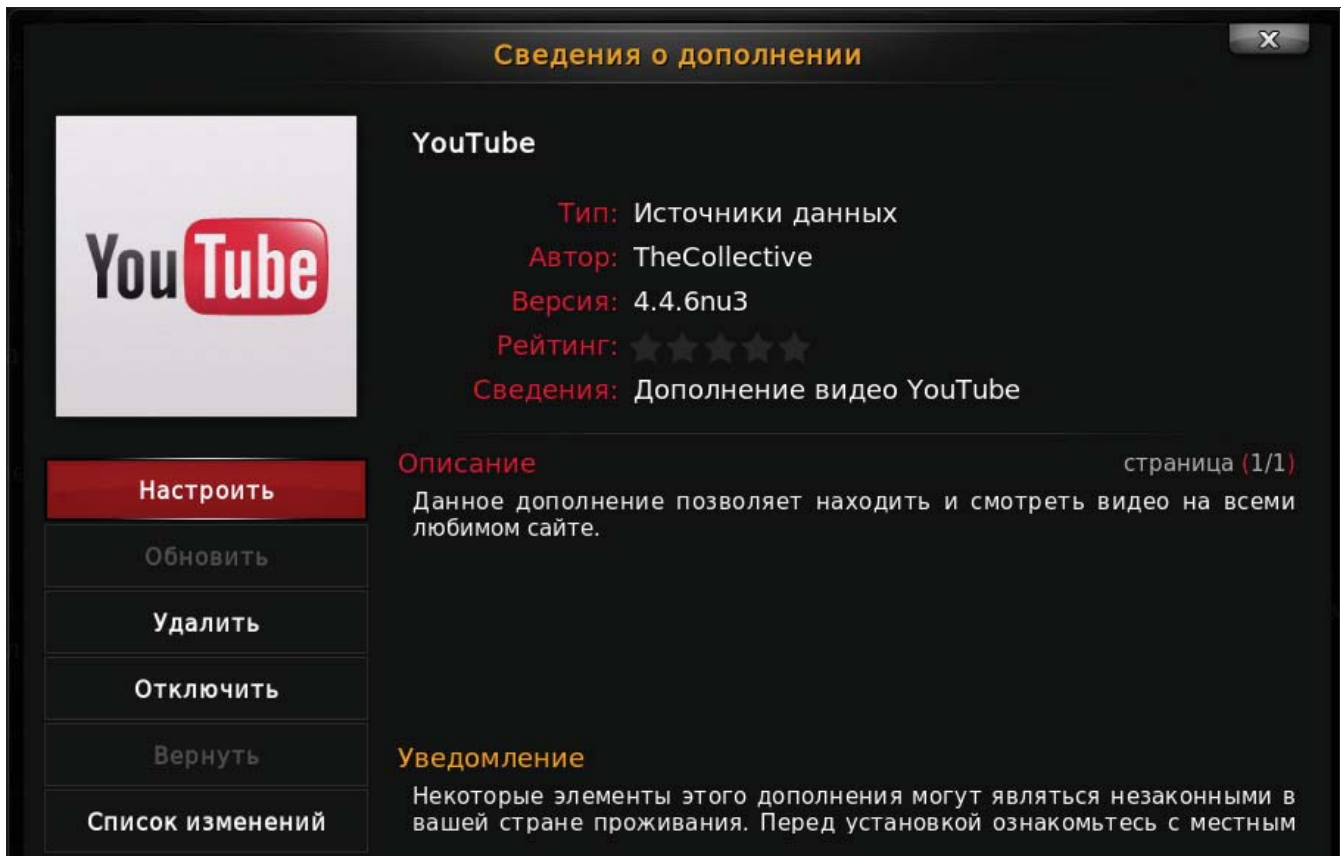 Сведения о дополнении
X
YouTube
YouTube
Тип: Источники данных
Автор: TheCollective
Версия: 4.4.6nu3
Рейтинг:
Сведения: Дополнение видео YouTube
Описание
страница (1/1)
Данное дополнение позволяет находить и смотреть видео на всеми
любимом сайте.
Настроить
Обновить
Удалить
Отключить
Вернуть
Список изменений
Уведомление
Некоторые элементы этого дополнения могут являться незаконными в
вашей стране проживания. Перед установкой ознакомьтесь с местным